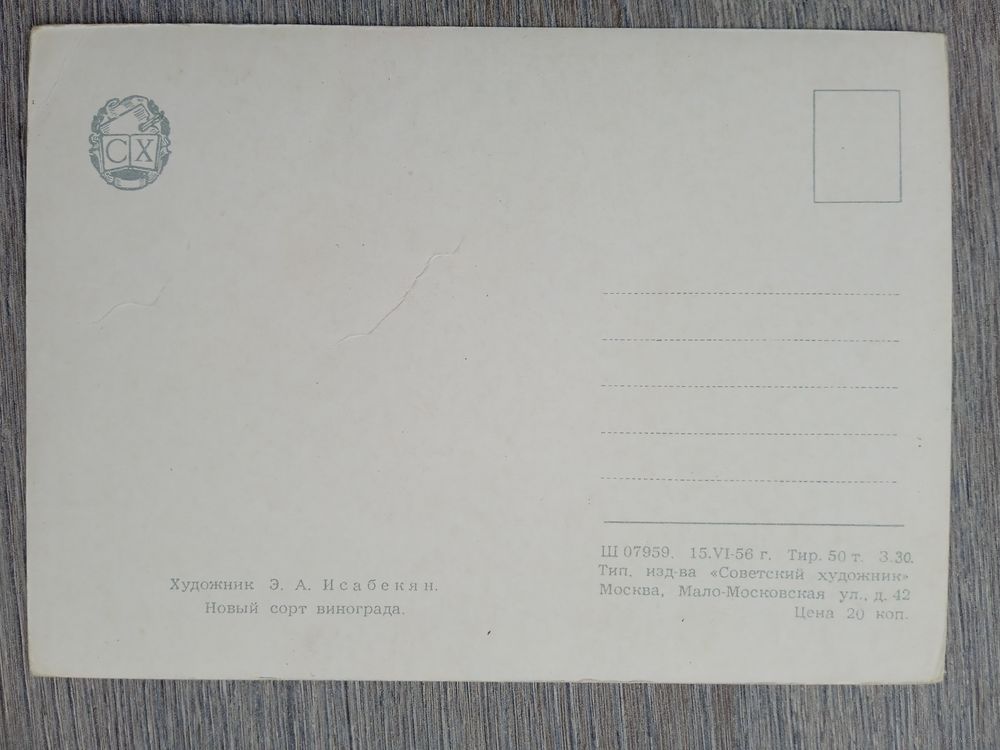 СХ
Художник Э. А. Исабекян.
Новый сорт винограда.
Ш 07959. 15.VI-56 г. Тир. 50 т. З.30.
Тип. изд-ва «Советский художник»
Москва, Мало-Московская ул., д. 42
Цена 20 коп.